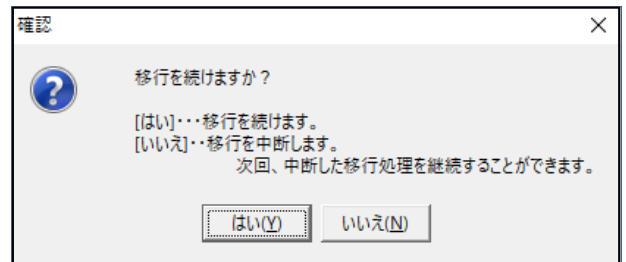 確認
移行を続けますか？
[はい]・・・移行を続けます。
[いいえ]・・移行を中断します。
次回、中断した移行処理を継続することができます。
はい(Y) いいえ(N)